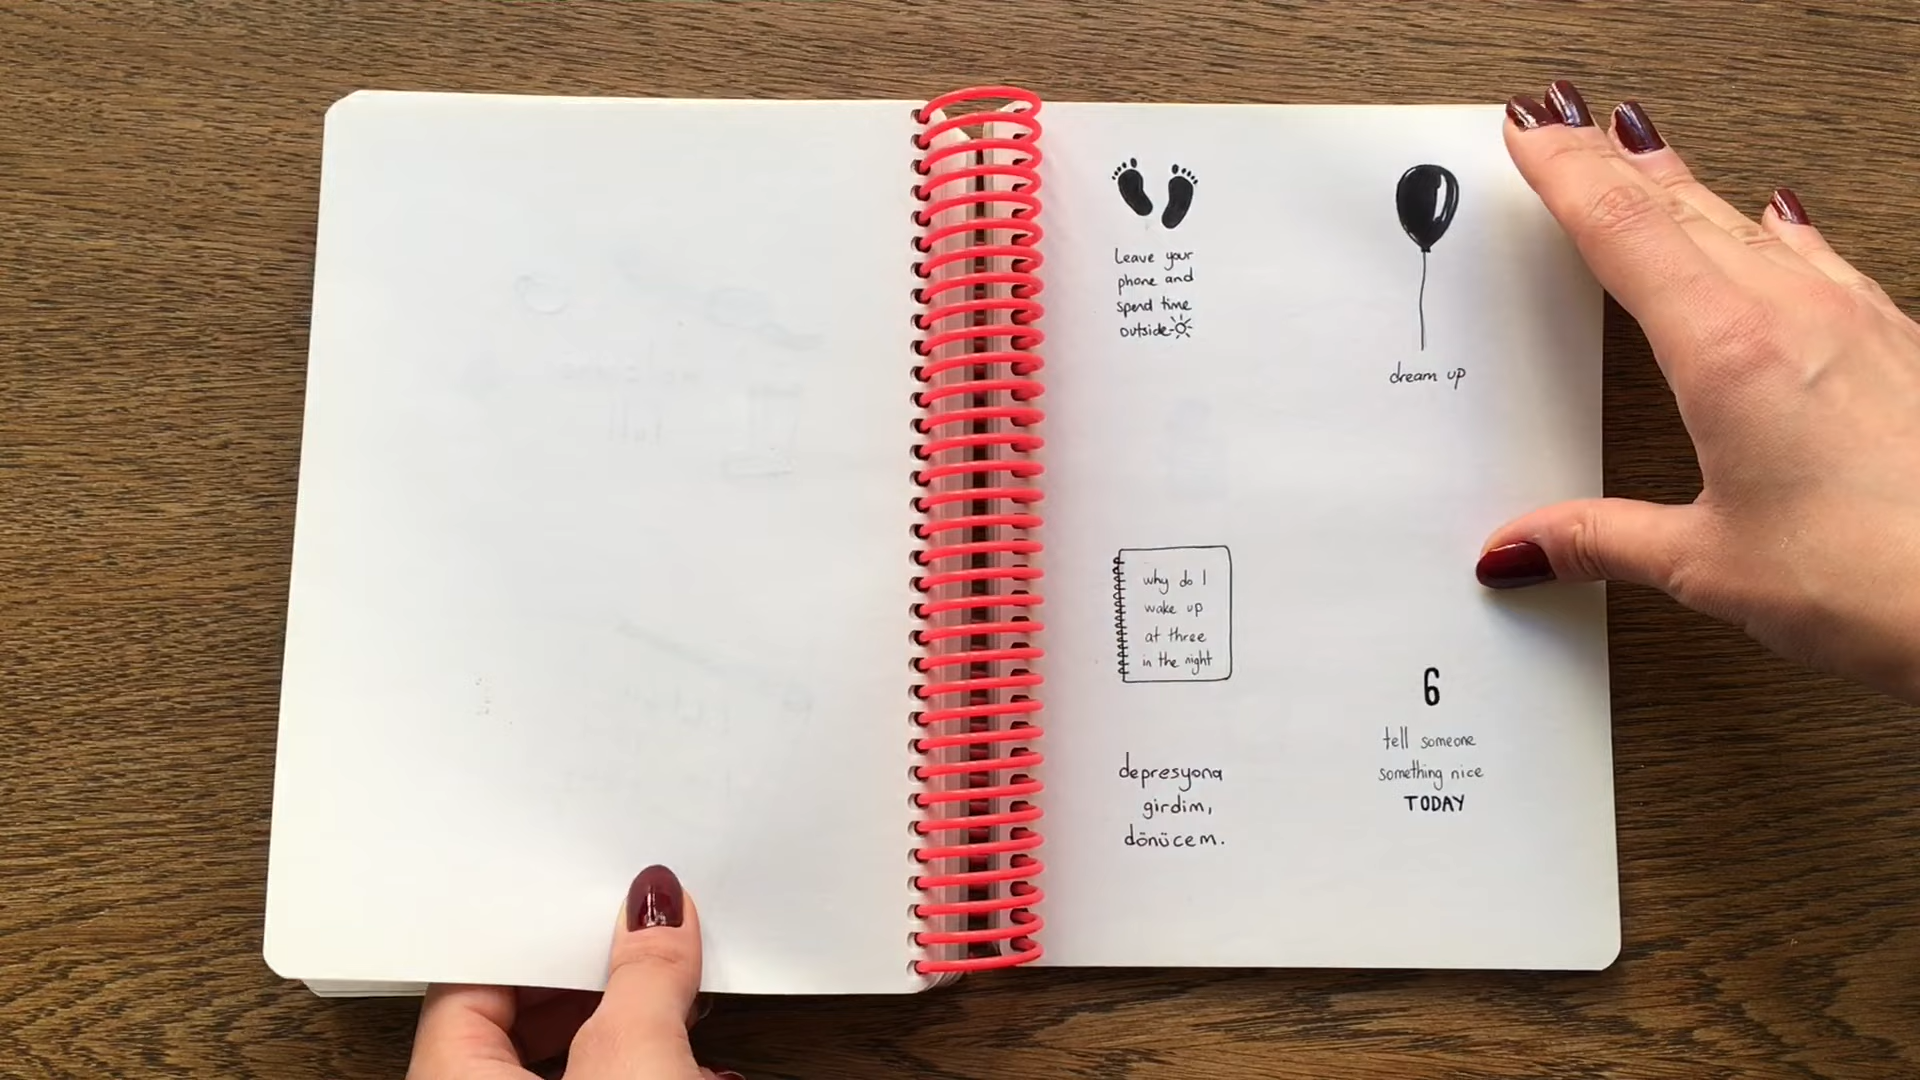 Leave your
phone and
spend time
outside
dream up
why do I
wake up
at three
in the night
6
tell someone
something nice
TODAY
depresyona
girdim,
dönücem.